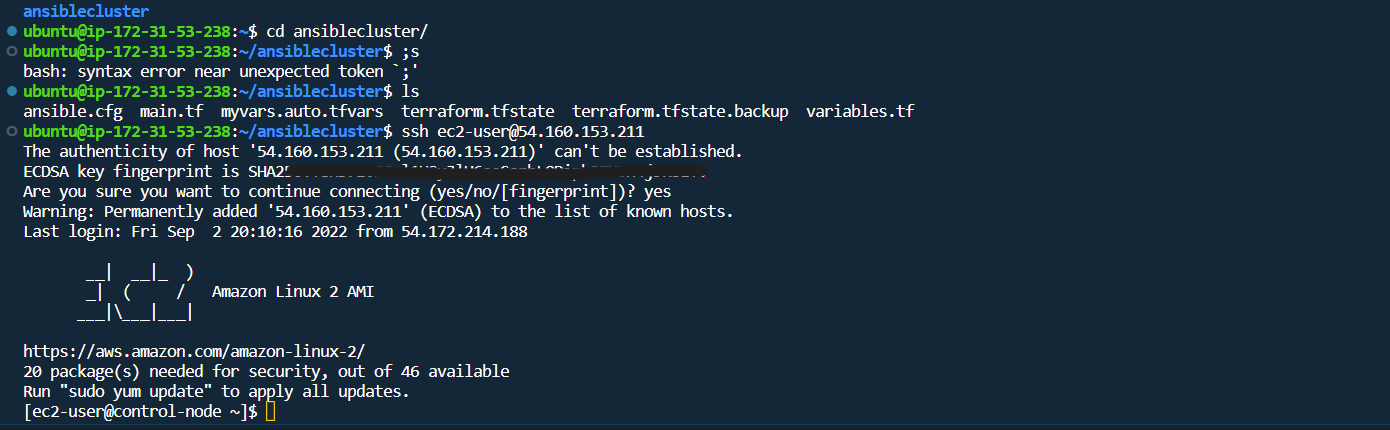 ansiblecluster
ubuntu@ip-172-31-53-238:~$ cd ansiblecluster/
ubuntu@ip-172-31-53-238:~/ansiblecluster$ ;s
bash: syntax error near unexpected token `;'
ubuntu@ip-172-31-53-238:~/ansiblecluster$ ls
ansible.cfg  main.tf  myvars.auto.tfvars  terraform.tfstate  terraform.tfstate.backup  variables.tf
ubuntu@ip-172-31-53-238:~/ansiblecluster$ ssh ec2-user@54.160.153.211
The authenticity of host '54.160.153.211 (54.160.153.211)' can't be established.
ECDSA key fingerprint is
Are you sure you want to continue connecting (yes/no/[fingerprint])? yes
Warning: Permanently added '54.160.153.211' (ECDSA) to the list of known hosts.
Last login: Fri Sep  2 20:10:16 2022 from 54.172.214.188
       __|  __|_  )
       _|  (     /   Amazon Linux 2 AMI
      ___|\___|___|
https://aws.amazon.com/amazon-linux-2/
20 package(s) needed for security, out of 46 available
Run "sudo yum update" to apply all updates.
[ec2-user@control-node ~]$